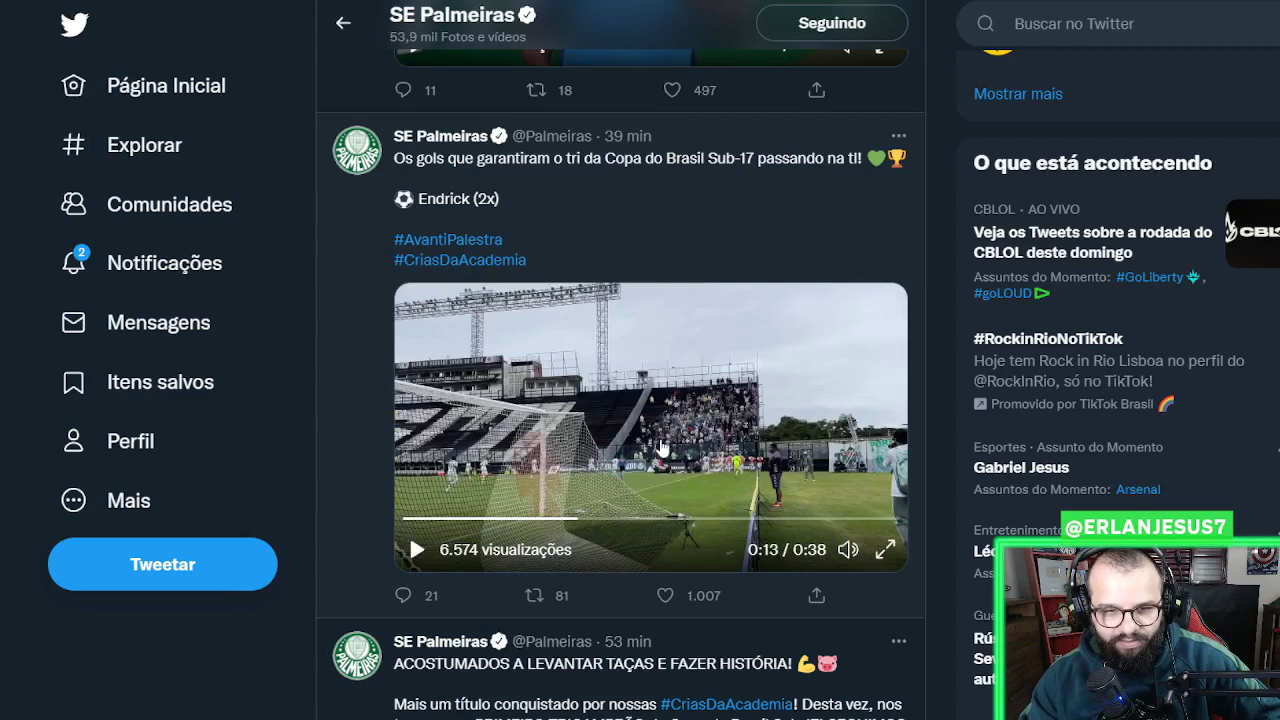 SE Palmeiras
53,9 mil Fotos e vídeos
Seguindo
Buscar no Twitter
Página Inicial
Explorar
Comunidades
2
Notificações
Mensagens
Itens salvos
Perfil
Mais
Tweetar
11
18
497
SE Palmeiras @Palmeiras · 39 min
Os gols que garantiram o tri da Copa do Brasil Sub-17 passando na tl! 💚🏆
⚽ Endrick (2x)
#AvantiPalestra
#CriasDaAcademia
6.574 visualizações
0:13 / 0:38
21
81
1.007
SE Palmeiras @Palmeiras · 53 min
ACOSTUMADOS A LEVANTAR TAÇAS E FAZER HISTÓRIA! 💪🐷
Mais um título conquistado por nossas #CriasDaAcademia! Desta vez, nos
Mostrar mais
O que está acontecendo
CBLOL · AO VIVO
Veja os Tweets sobre a rodada do
CBLOL deste domingo
Assuntos do Momento: #GoLiberty ,
#goLOUD
CBL
#RockinRioNoTikTok
Hoje tem Rock in Rio Lisboa no perfil do
@RockInRio, só no TikTok!
Promovido por TikTok Brasil 🌈
Esportes · Assunto do Momento
Gabriel Jesus
Assuntos do Momento: Arsenal
Entretenimento
@ERLANJESUS7
PALMEIRAS
PALMEIRAS